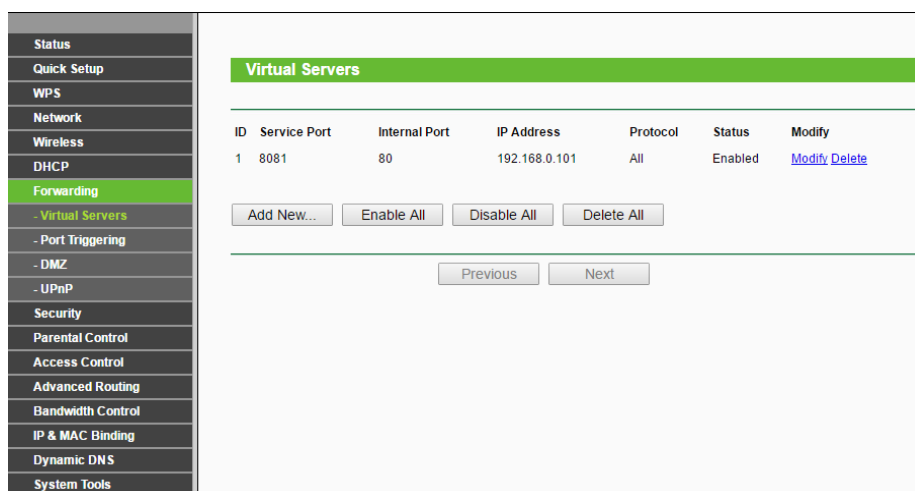 Status
Quick Setup
WPS
Network
Wireless
DHCP
Forwarding
- Virtual Servers
- Port Triggering
- DMZ
- UPnP
Security
Parental Control
Access Control
Advanced Routing
Bandwidth Control
IP & MAC Binding
Dynamic DNS
System Tools
Virtual Servers
ID Service Port Internal Port IP Address Protocol Status Modify
1 8081 80 192.168.0.101 All Enabled Modify Delete
Add New... Enable All Disable All Delete All
Previous Next